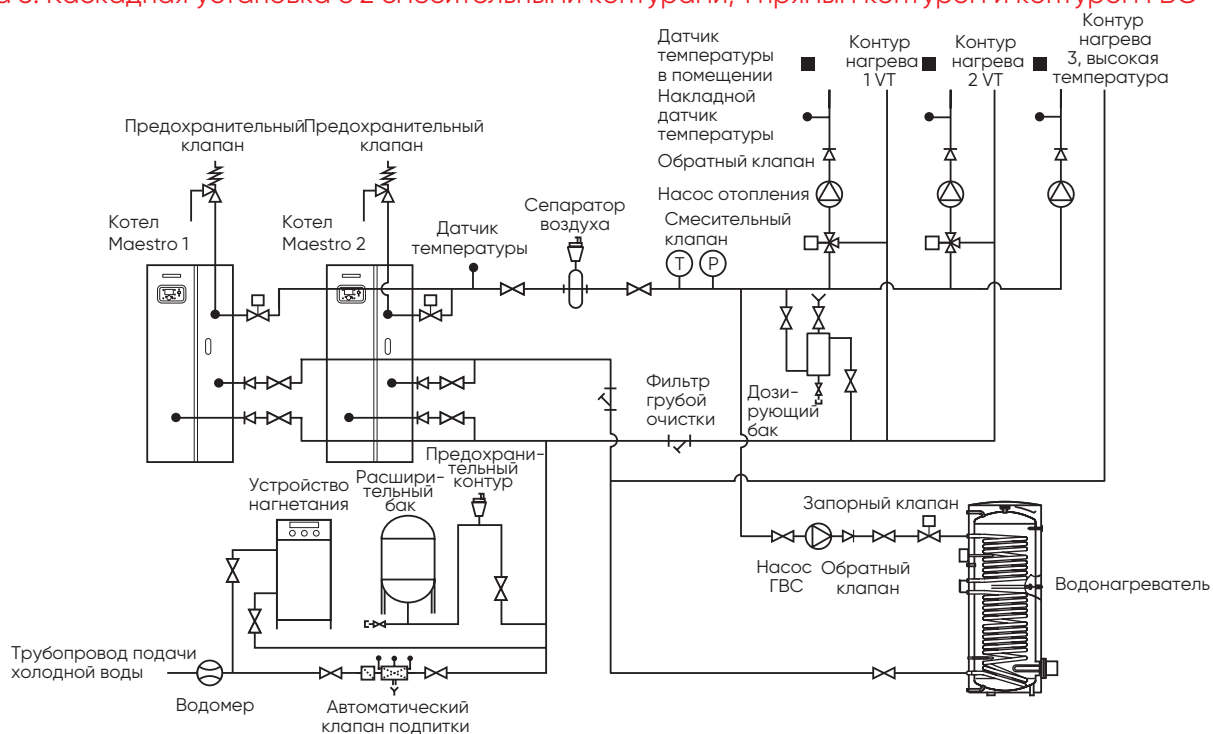 а 3. Каскадная установка с 2 смесительными контурами, 1 прямым контуром и контуром ГВС
Датчик
температуры
в помещении
Накладной
датчик
температуры
Обратный клапан
Насос отопления
Смесительный
клапан
Контур
нагрева
1 VT
Контур
нагрева
2 VT
Контур
нагрева
3, высокая
температура
Предохранительный
клапан
Предохранительный
клапан
Котел
Maestro 1
Котел
Maestro 2
Датчик
температуры
Сепаратор
воздуха
T
P
Фильтр
грубой
очистки
Дози-
рующий
бак
Устройство
нагнетания
Расшири-
тельный
бак
Предохрани-
тельный
контур
Запорный клапан
Насос
ГВС
Обратный
клапан
Водонагреватель
Трубопровод подачи
холодной воды
Водомер
Автоматический
клапан подпитки